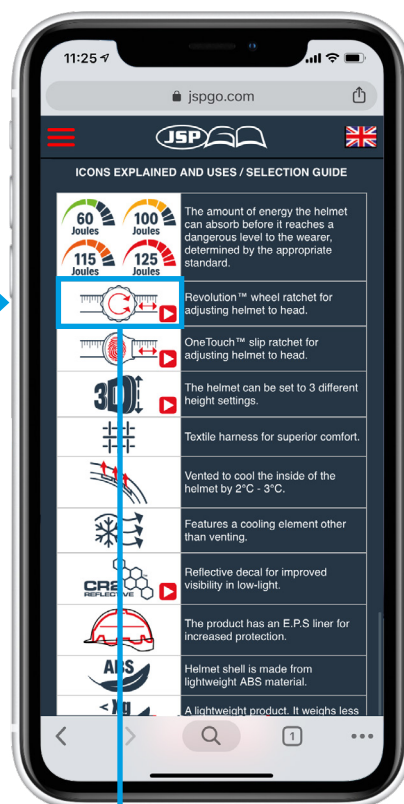 11:25
jspgo.com
JSP GO
ICONS EXPLAINED AND USES / SELECTION GUIDE
60 Joules
100 Joules
115 Joules
125 Joules
The amount of energy the helmet
can absorb before it reaches a
dangerous level to the wearer,
determined by the appropriate
standard.
Revolution™ wheel ratchet for
adjusting helmet to head.
OneTouch™ slip ratchet for
adjusting helmet to head.
3D
The helmet can be set to 3 different
height settings.
Textile harness for superior comfort.
Vented to cool the inside of the
helmet by 2°C - 3°C.
Features a cooling element other
than venting.
CR2
REFLECTIVE
Reflective decal for improved
visibility in low-light.
The product has an E.P.S liner for
increased protection.
ABS
Helmet shell is made from
lightweight ABS material.
A lightweight product. It weighs less
1